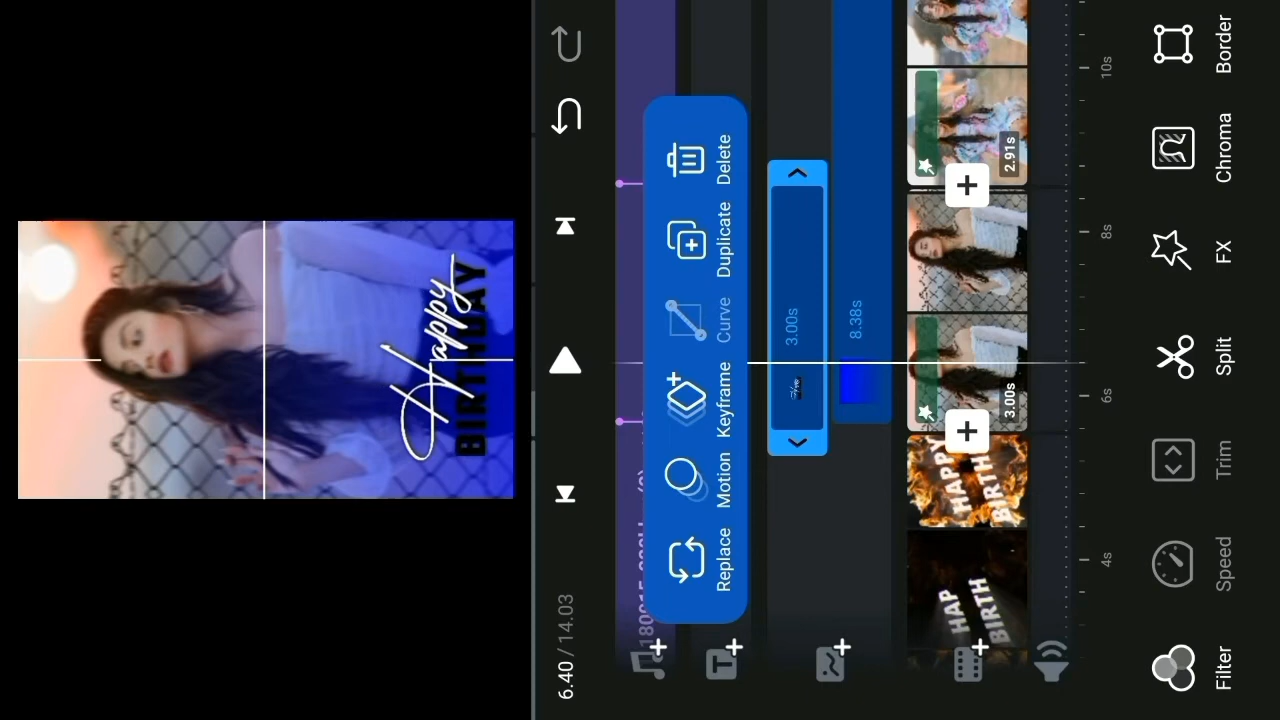 Happy
BIRTHDAY
6.40 / 14.03
Replace
Motion
Keyframe
Curve
Duplicate
Delete
3.00s
8.38s
HAP
BIRTH
HAPPY
BIRTH
3.00s
2.91s
4s
6s
8s
10s
Filter
Speed
Trim
Split
FX
Chroma
Border